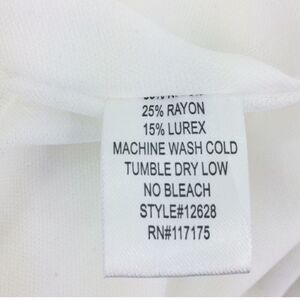 25% RAYON
15% LUREX
MACHINE WASH COLD
TUMBLE DRY LOW
NO BLEACH
STYLE#12628
RN#117175